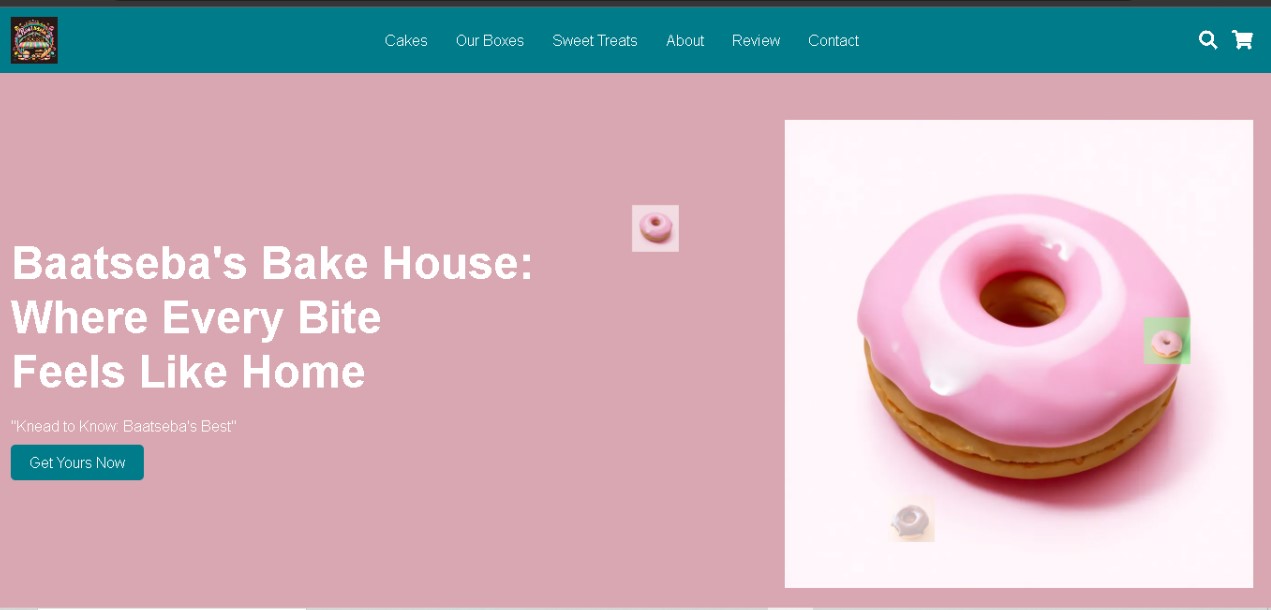 Cakes Our Boxes Sweet Treats About Review Contact
Baatseba's Bake House:
Where Every Bite
Feels Like Home
"Knead to Know: Baatseba's Best"
Get Yours Now